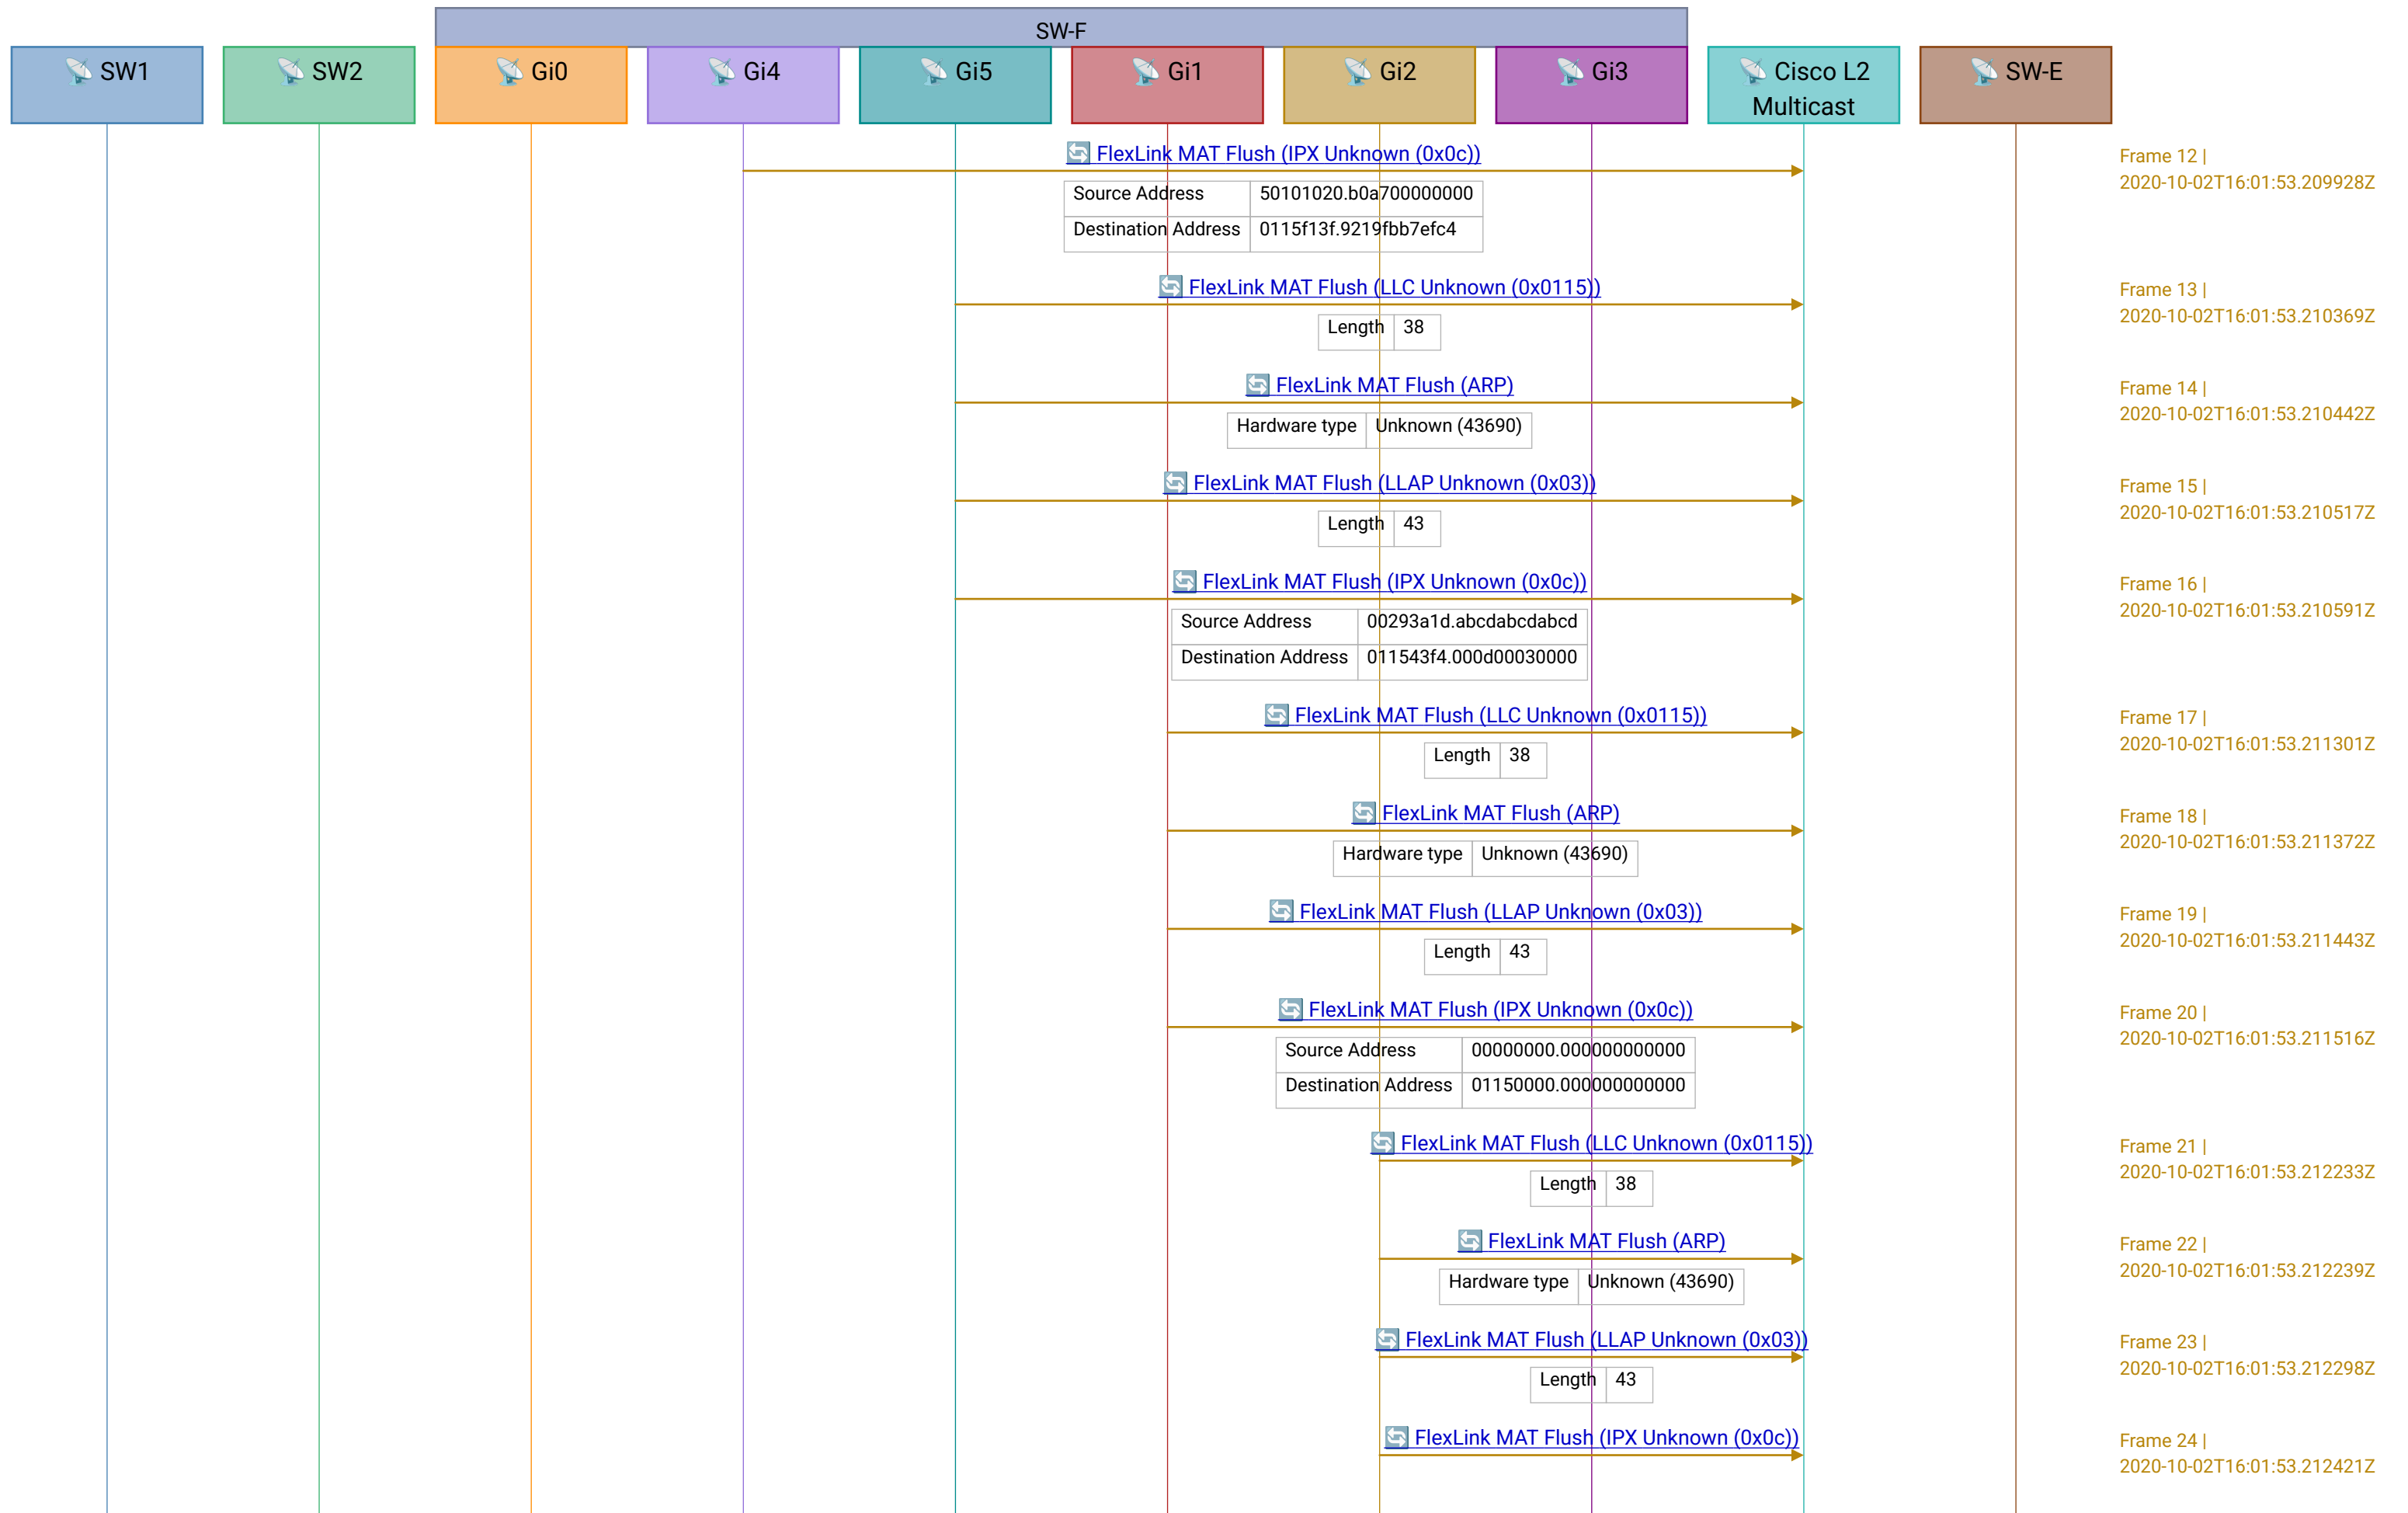 SW-F
SW1
SW2
Gi0
Gi4
Gi5
Gi1
Gi2
Gi3
Cisco L2
Multicast
SW-E
FlexLink MAT Flush (IPX Unknown (0x0c))
Frame 12 |
2020-10-02T16:01:53.209928Z
Source Address 50101020.b0a700000000
Destination Address 0115f13f.9219fbb7efc4
FlexLink MAT Flush (LLC Unknown (0x0115))
Frame 13 |
2020-10-02T16:01:53.210369Z
Length 38
FlexLink MAT Flush (ARP)
Frame 14 |
2020-10-02T16:01:53.210442Z
Hardware type Unknown (43690)
FlexLink MAT Flush (LLAP Unknown (0x03))
Frame 15 |
2020-10-02T16:01:53.210517Z
Length 43
FlexLink MAT Flush (IPX Unknown (0x0c))
Frame 16 |
2020-10-02T16:01:53.210591Z
Source Address 00293a1d.abcdabcdabcd
Destination Address 011543f4.000d00030000
FlexLink MAT Flush (LLC Unknown (0x0115))
Frame 17 |
2020-10-02T16:01:53.211301Z
Length 38
FlexLink MAT Flush (ARP)
Frame 18 |
2020-10-02T16:01:53.211372Z
Hardware type Unknown (43690)
FlexLink MAT Flush (LLAP Unknown (0x03))
Frame 19 |
2020-10-02T16:01:53.211443Z
Length 43
FlexLink MAT Flush (IPX Unknown (0x0c))
Frame 20 |
2020-10-02T16:01:53.211516Z
Source Address 00000000.000000000000
Destination Address 01150000.000000000000
FlexLink MAT Flush (LLC Unknown (0x0115))
Frame 21 |
2020-10-02T16:01:53.212233Z
Length 38
FlexLink MAT Flush (ARP)
Frame 22 |
2020-10-02T16:01:53.212239Z
Hardware type Unknown (43690)
FlexLink MAT Flush (LLAP Unknown (0x03))
Frame 23 |
2020-10-02T16:01:53.212298Z
Length 43
FlexLink MAT Flush (IPX Unknown (0x0c))
Frame 24 |
2020-10-02T16:01:53.212421Z